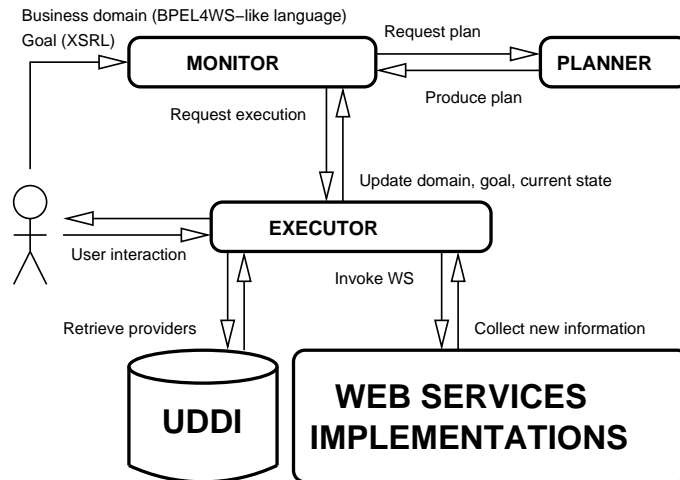 Business domain (BPEL4WS−like language)
Goal (XSRL)
Request plan
MONITOR
PLANNER
Produce plan
Request execution
Update domain, goal, current state
EXECUTOR
User interaction
Invoke WS
Retrieve providers
Collect new information
UDDI
WEB SERVICES
IMPLEMENTATIONS